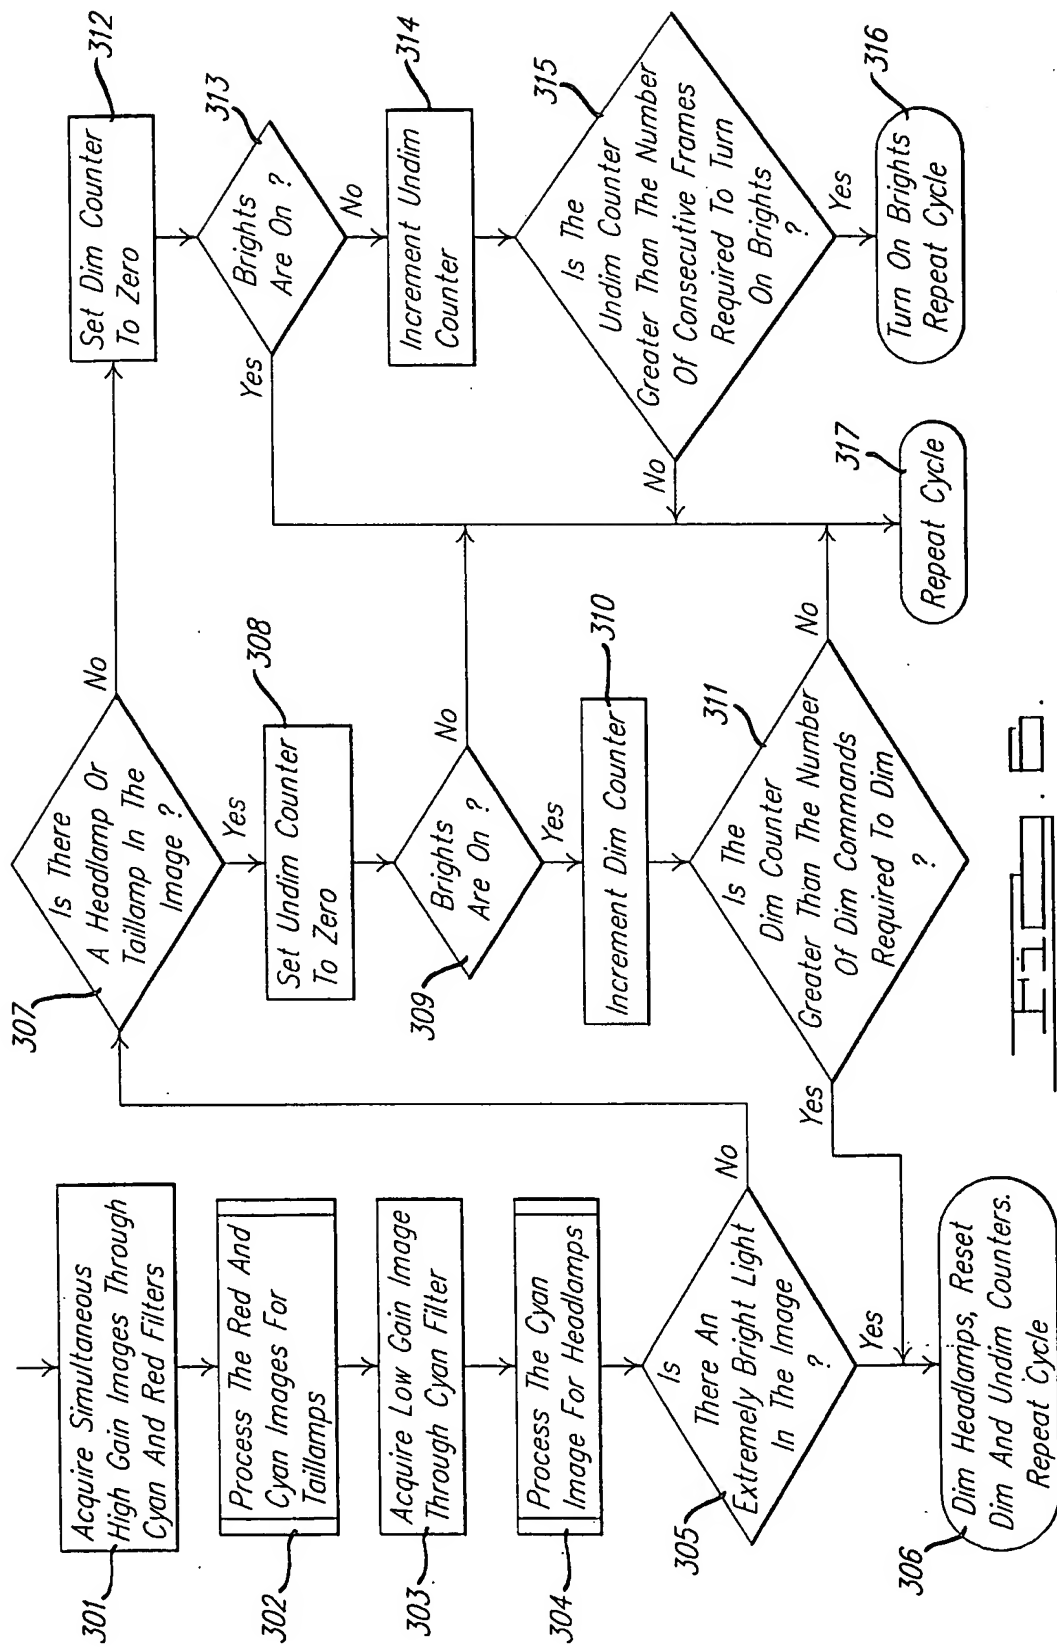 301
Acquire Simultaneous
High Gain Images Through
Cyan And Red Filters
302
Process The Red And
Cyan Images For
Taillamps
303
Acquire Low Gain Image
Through Cyan Filter
304
Process The Cyan
Image For Headlamps
305
Is
There An
Extremely Bright Light
In The Image
?
No
Yes
306
Dim Headlamps, Reset
Dim And Undim Counters.
Repeat Cycle
307
Is There
A Headlamp Or
Taillamp In The
Image ?
No
Yes
308
Set Undim Counter
To Zero
309
Brights
Are On ?
No
Yes
310
Increment Dim Counter
311
Is The
Dim Counter
Greater Than The Number
Of Dim Commands
Required To Dim
?
Yes
No
312
Set Dim Counter
To Zero
313
Brights
Are On ?
Yes
No
314
Increment Undim
Counter
315
Is The
Undim Counter
Greater Than The Number
Of Consecutive Frames
Required To Turn
On Brights
?
No
Yes
316
Turn On Brights
Repeat Cycle
317
Repeat Cycle